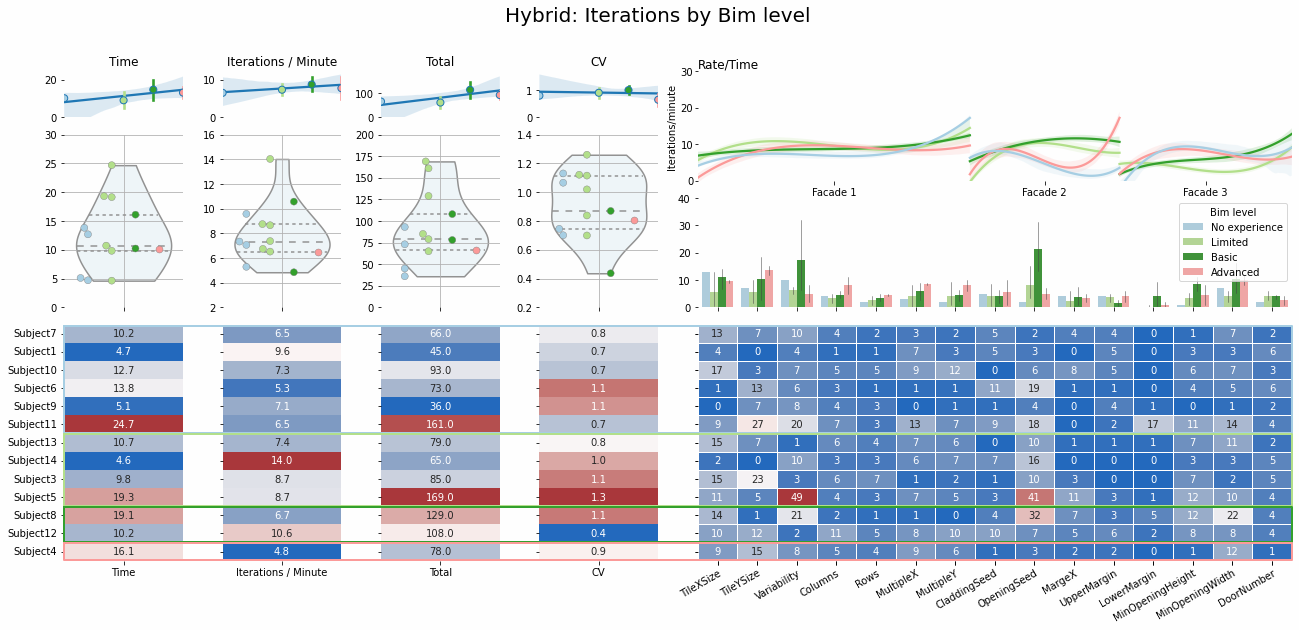 Hybrid: Iterations by Bim level
Time
Iterations / Minute
Total
CV
Rate/Time
20
0
10
0
100
0
1
0
30
20
10
0
Iterations/minute
Facade 1
Facade 2
Facade 3
30
25
20
15
10
5
0
16
14
12
10
8
6
4
2
200
175
150
125
100
75
50
25
0
1.4
1.2
1.0
0.8
0.6
0.4
0.2
40
30
20
10
0
Bim level
No experience
Limited
Basic
Advanced
Subject7 10.2 6.5 66.0 0.8 13 7 10 4 2 3 3 2 5 2 4 4 0 1 7 2
Subject1 4.7 9.6 45.0 0.7 4 0 4 1 1 7 3 5 3 0 5 0 3 3 6
Subject10 12.7 7.3 93.0 0.7 17 3 7 5 5 9 12 0 6 8 5 0 6 7 3
Subject6 13.8 5.3 73.0 1.1 1 13 6 3 1 1 1 11 19 1 1 0 4 5 6
Subject9 5.1 7.1 36.0 1.1 0 7 8 4 3 0 1 1 4 0 4 1 0 1 2
Subject11 24.7 6.5 161.0 0.7 9 27 20 7 3 13 7 9 18 0 2 17 11 14 4
Subject13 10.7 7.4 79.0 0.8 15 7 1 6 4 7 6 0 10 1 1 1 7 11 2
Subject14 4.6 14.0 65.0 1.0 2 0 10 3 3 6 7 7 16 0 0 0 3 3 5
Subject3 9.8 8.7 85.0 1.1 15 23 3 6 7 1 2 1 10 3 0 0 7 2 5
Subject5 19.3 8.7 169.0 1.3 11 5 49 4 3 7 5 3 41 11 3 1 12 10 4
Subject8 19.1 6.7 129.0 1.1 14 1 21 2 1 1 0 4 32 7 3 5 12 22 4
Subject12 10.2 10.6 108.0 0.4 10 12 2 11 5 8 10 10 7 5 6 2 8 8 4
Subject4 16.1 4.8 78.0 0.9 9 15 8 5 4 9 6 1 3 2 2 0 1 12 1
Time
Iterations / Minute
Total
CV
TileXSize
TileYSize
Variability
Columns
Rows
MultipleX
MultipleY
CladdingSeed
OpeningSeed
MargeX
UpperMargin
LowerMargin
MinOpeningHeight
MinOpeningWidth
DoorNumber